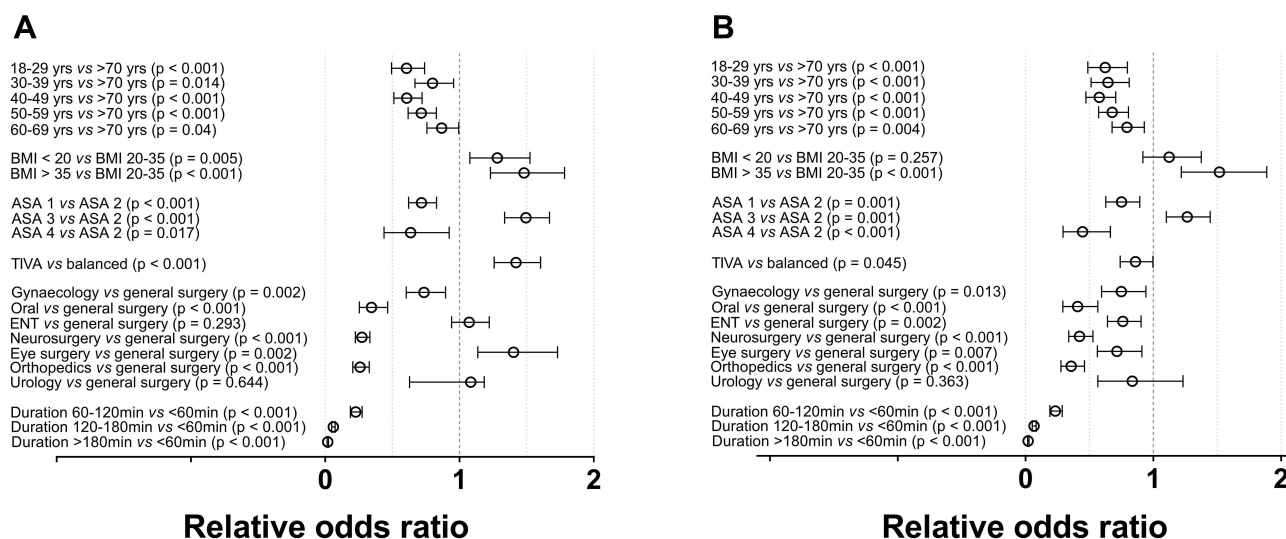 A
18-29 yrs vs >70 yrs (p < 0.001)
30-39 yrs vs >70 yrs (p = 0.014)
40-49 yrs vs >70 yrs (p < 0.001)
50-59 yrs vs >70 yrs (p < 0.001)
60-69 yrs vs >70 yrs (p = 0.04)
BMI < 20 vs BMI 20-35 (p = 0.005)
BMI > 35 vs BMI 20-35 (p < 0.001)
ASA 1 vs ASA 2 (p < 0.001)
ASA 3 vs ASA 2 (p < 0.001)
ASA 4 vs ASA 2 (p = 0.017)
TIVA vs balanced (p < 0.001)
Gynaecology vs general surgery (p = 0.002)
Oral vs general surgery (p < 0.001)
ENT vs general surgery (p = 0.293)
Neurosurgery vs general surgery (p < 0.001)
Eye surgery vs general surgery (p = 0.002)
Orthopedics vs general surgery (p < 0.001)
Urology vs general surgery (p = 0.644)
Duration 60-120min vs <60min (p < 0.001)
Duration 120-180min vs <60min (p < 0.001)
Duration >180min vs <60min (p < 0.001)
0 1 2
Relative odds ratio
B
18-29 yrs vs >70 yrs (p < 0.001)
30-39 yrs vs >70 yrs (p < 0.001)
40-49 yrs vs >70 yrs (p < 0.001)
50-59 yrs vs >70 yrs (p < 0.001)
60-69 yrs vs >70 yrs (p = 0.004)
BMI < 20 vs BMI 20-35 (p = 0.257)
BMI > 35 vs BMI 20-35 (p < 0.001)
ASA 1 vs ASA 2 (p = 0.001)
ASA 3 vs ASA 2 (p = 0.001)
ASA 4 vs ASA 2 (p < 0.001)
TIVA vs balanced (p = 0.045)
Gynaecology vs general surgery (p = 0.013)
Oral vs general surgery (p < 0.001)
ENT vs general surgery (p = 0.002)
Neurosurgery vs general surgery (p < 0.001)
Eye surgery vs general surgery (p = 0.007)
Orthopedics vs general surgery (p < 0.001)
Urology vs general surgery (p = 0.363)
Duration 60-120min vs <60min (p < 0.001)
Duration 120-180min vs <60min (p < 0.001)
Duration >180min vs <60min (p < 0.001)
0 1 2
Relative odds ratio